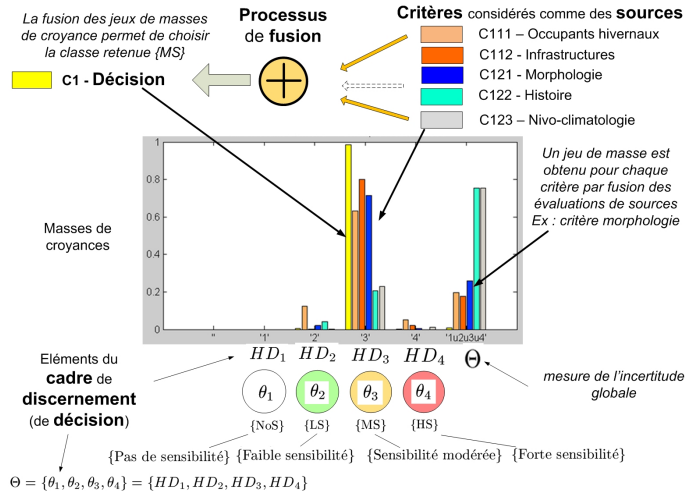 La fusion des jeux de masses
de croyance permet de choisir
la classe retenue {MS}
Processus
de fusion
Critères considérés comme des sources
C1 - Décision
C111 – Occupants hivernaux
C112 - Infrastructures
C121 - Morphologie
C122 - Histoire
C123 – Nivo-climatologie
Un jeu de masse est
obtenu pour chaque
critère par fusion des
évaluations de sources
Ex : critère morphologie
Masses de
croyances
1
0.8
0.6
0.4
0.2
0
'' '1' '2' '3' '4' '1u2u3u4'
HD₁ HD₂ HD₃ HD₄ Θ
Eléments du
cadre de
discernement
(de décision)
θ₁ θ₂ θ₃ θ₄
{NoS} {LS} {MS} {HS}
mesure de l'incertitude
globale
{Pas de sensibilité} {Faible sensibilité} {Sensibilité modérée} {Forte sensibilité}
Θ = {θ₁, θ₂, θ₃, θ₄} = {HD₁, HD₂, HD₃, HD₄}